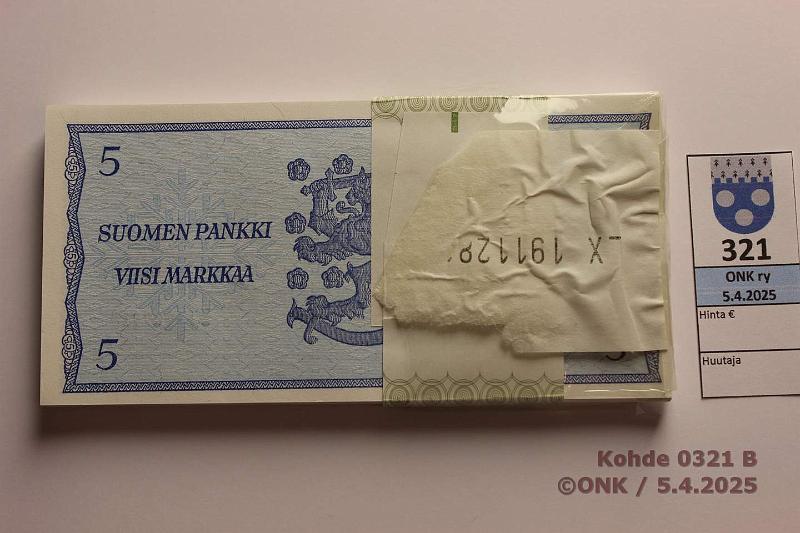 5
SUOMEN PANKKI
VIISI MARKKAA
5
X 191128
321
ONK ry
5.4.2025
Hinta €
Huutaja
Kohde 0321 B
©ONK / 5.4.2025